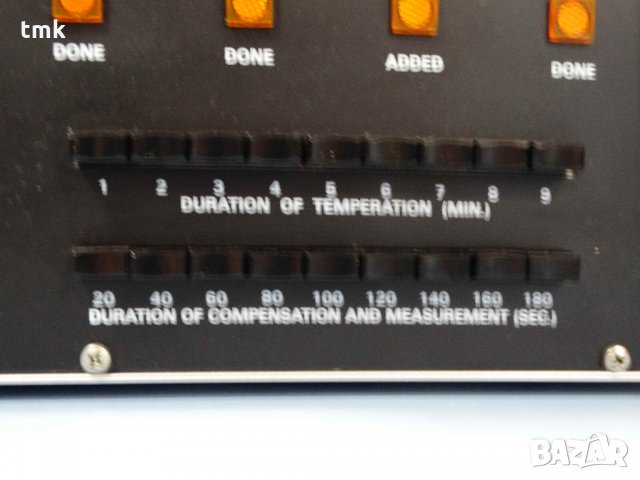 tmk
DONE DONE ADDED DONE
1 2 3 4 5 6 7 8 9
DURATION OF TEMPERATION (MIN.)
20 40 60 80 100 120 140 160 180
DURATION OF COMPENSATION AND MEASUREMENT (SEC.)
BAZAR